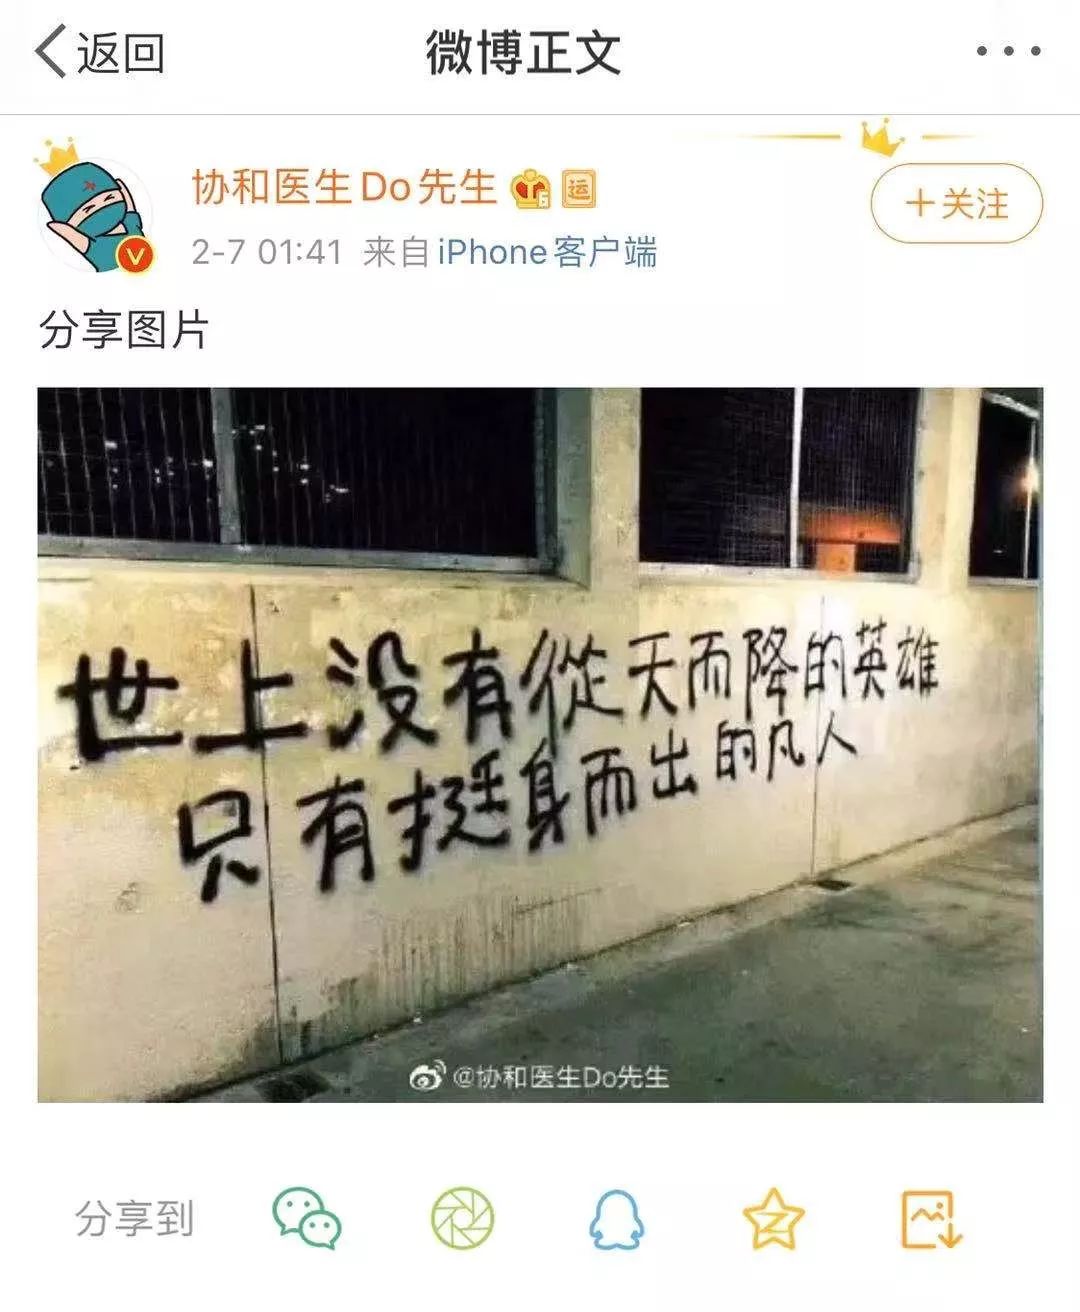 返回 微博正文
协和医生Do先生 运
2-7 01:41 来自iPhone客户端
+关注
分享图片
世上没有從天而降的英雄
只有挺身而出的凡人
@协和医生Do先生
分享到